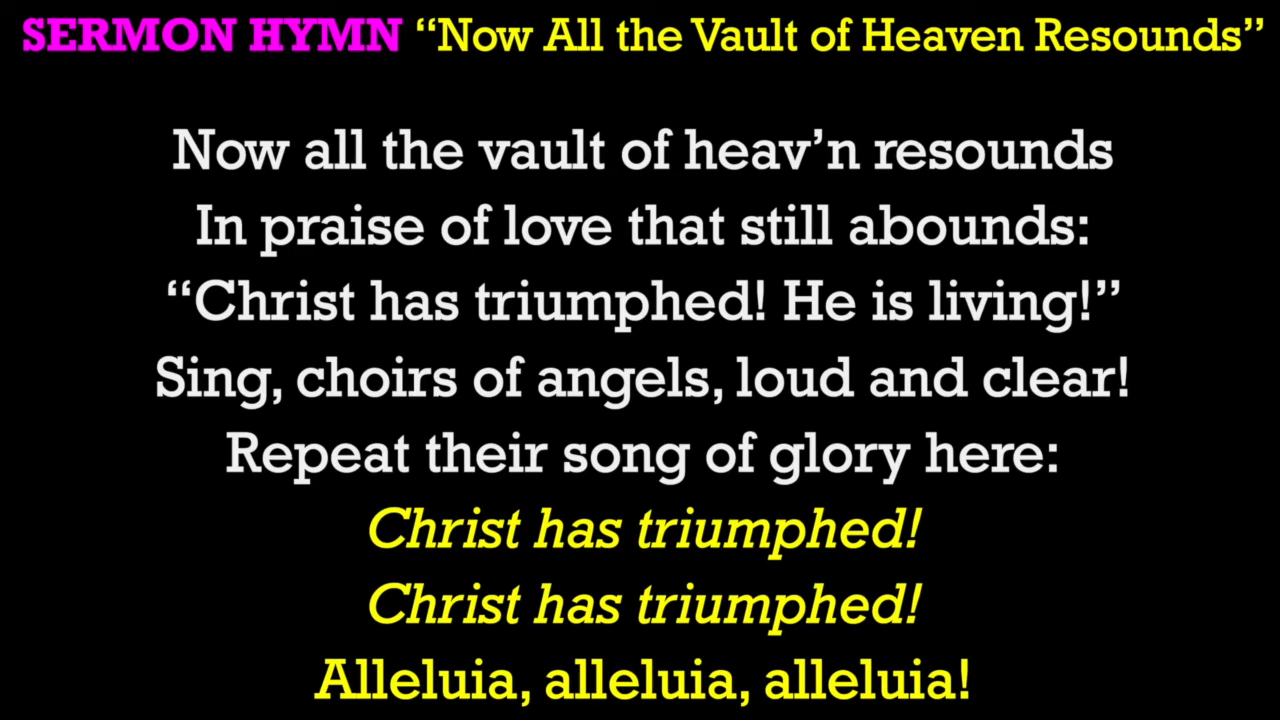 SERMON HYMN “Now All the Vault of Heaven Resounds”
Now all the vault of heav’n resounds
In praise of love that still abounds:
“Christ has triumphed! He is living!”
Sing, choirs of angels, loud and clear!
Repeat their song of glory here:
Christ has triumphed!
Christ has triumphed!
Alleluia, alleluia, alleluia!